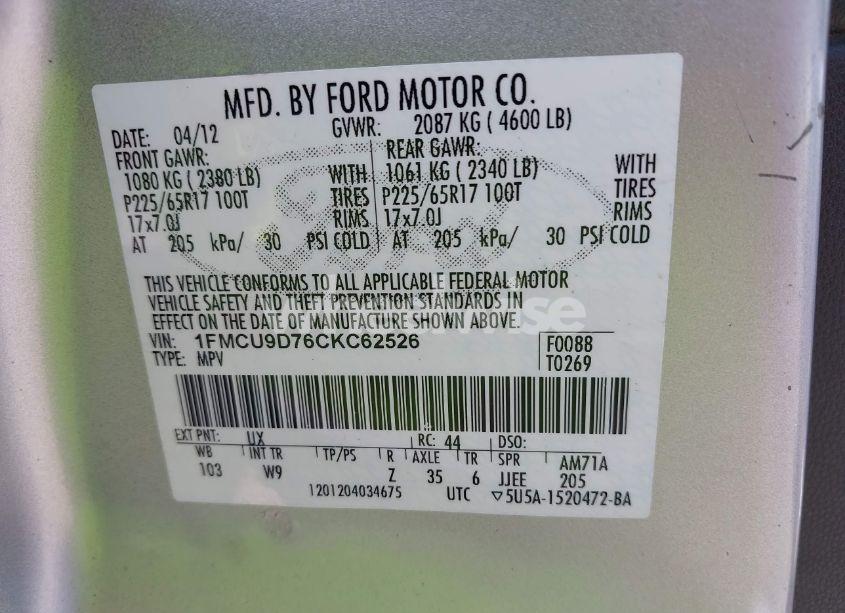 MFD. BY FORD MOTOR CO.
DATE: 04/12 GVWR: 2087 KG ( 4600 LB)
FRONT GAWR: REAR GAWR:
1080 KG ( 2380 LB) WITH 1061 KG ( 2340 LB) WITH
P225/65R17 100T TIRES P225/65R17 100T TIRES
17x7.0J RIMS 17x7.0J RIMS
AT 205 kPa/ 30 PSI COLD AT 205 kPa/ 30 PSI COLD
THIS VEHICLE CONFORMS TO ALL APPLICABLE FEDERAL MOTOR
VEHICLE SAFETY AND THEFT PREVENTION STANDARDS IN
EFFECT ON THE DATE OF MANUFACTURE SHOWN ABOVE.
VIN: 1FMCU9D76CKC62526 F0088
TYPE: MPV T0269
EXT PNT: UX RC: 44 DSO:
WB INT TR TP/PS R AXLE TR SPR AM71A
103 W9 Z 35 6 JJEE 205
1201204034675 UTC ▽5U5A-1520472-BA